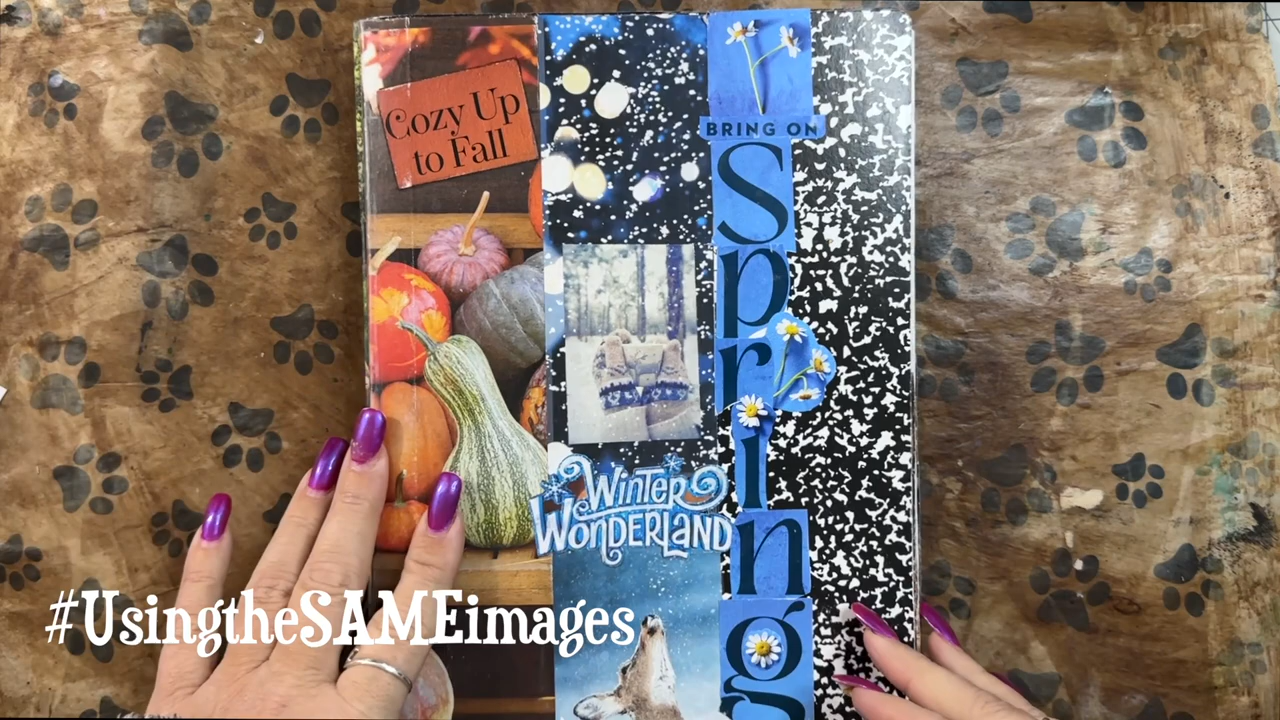 Cozy Up
to Fall
BRING ON
Spring
Winter
Wonderland
#UsingtheSAMEimages